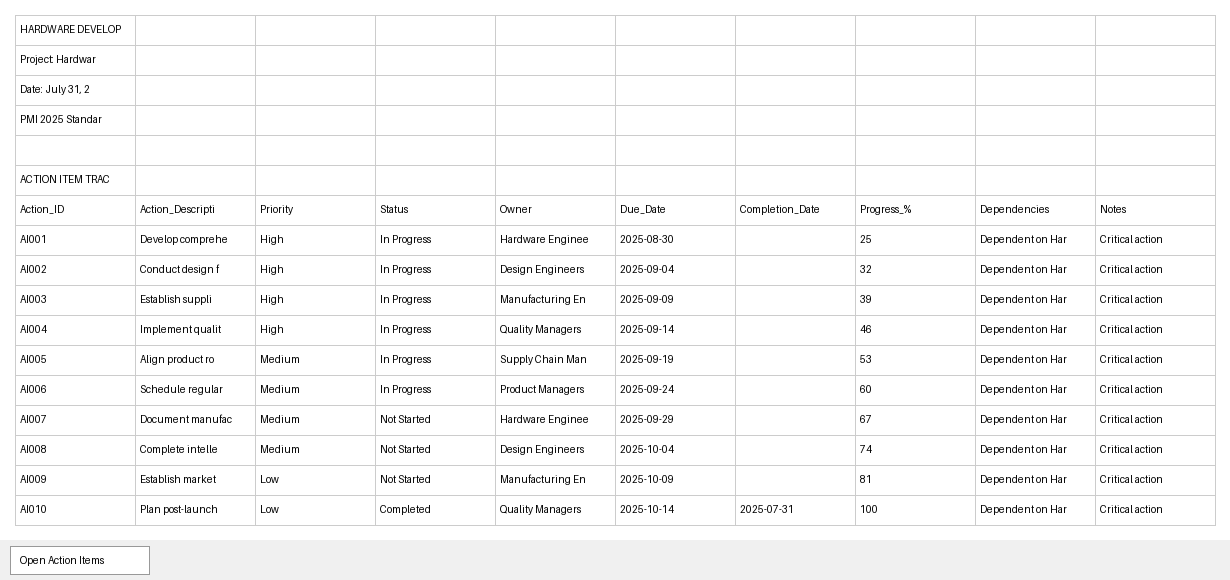 HARDWARE DEVELOP
Project: Hardwar
Date: July 31, 2
PMI 2025 Standar
ACTION ITEM TRAC
Action_ID Action_Descripti Priority Status Owner Due_Date Completion_Date Progress_% Dependencies Notes
AI001 Develop comprehe High In Progress Hardware Enginee 2025-08-30 25 Dependent on Har Critical action
AI002 Conduct design f High In Progress Design Engineers 2025-09-04 32 Dependent on Har Critical action
AI003 Establish suppli High In Progress Manufacturing En 2025-09-09 39 Dependent on Har Critical action
AI004 Implement qualit High In Progress Quality Managers 2025-09-14 46 Dependent on Har Critical action
AI005 Align product ro Medium In Progress Supply Chain Man 2025-09-19 53 Dependent on Har Critical action
AI006 Schedule regular Medium In Progress Product Managers 2025-09-24 60 Dependent on Har Critical action
AI007 Document manufac Medium Not Started Hardware Enginee 2025-09-29 67 Dependent on Har Critical action
AI008 Complete intelle Medium Not Started Design Engineers 2025-10-04 74 Dependent on Har Critical action
AI009 Establish market Low Not Started Manufacturing En 2025-10-09 81 Dependent on Har Critical action
AI010 Plan post-launch Low Completed Quality Managers 2025-10-14 2025-07-31 100 Dependent on Har Critical action
Open Action Items